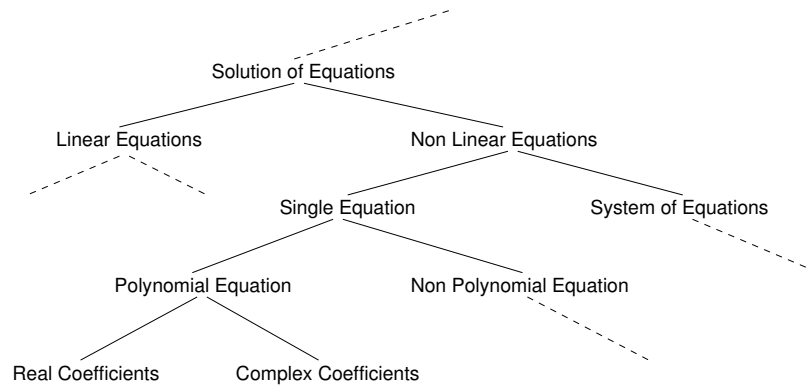 Solution of Equations
Linear Equations
Non Linear Equations
Single Equation
System of Equations
Polynomial Equation
Non Polynomial Equation
Real Coefficients
Complex Coefficients